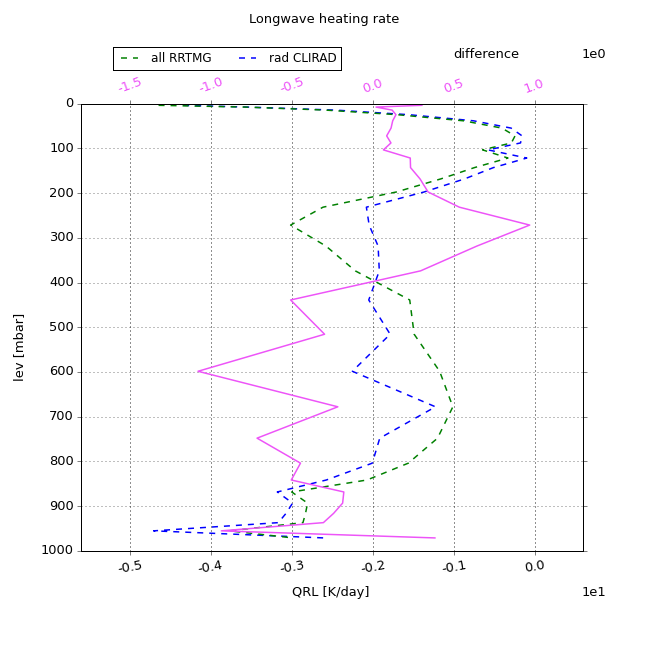 Longwave heating rate
all RRTMG rad CLIRAD difference 1e0
-1.5 -1.0 -0.5 0.0 0.5 1.0
0
100
200
300
400
500
600
700
800
900
1000
lev [mbar]
-0.5 -0.4 -0.3 -0.2 -0.1 0.0
QRL [K/day] 1e1